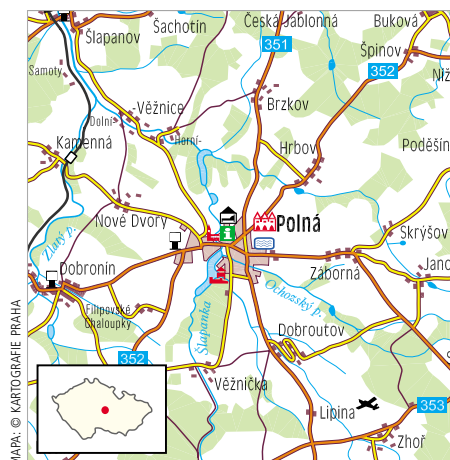 Šachotín
Česká Jablonná
Buková
Šlapanov
351
Špinov
352
Samoty
Věžnice
Brzkov
Dolní-
Horní-
Kamenná
Hrbov
Poděšín
Nové Dvory
i
Polná
Skrýšov
Zlatý p.
Dobronín
Záborná
Ochozský p.
Filipovské
Chaloupky
Šlapanka
Dobroutov
352
Věžnička
Lipina
353
Zhoř
MAPA: © KARTOGRAFIE PRAHA